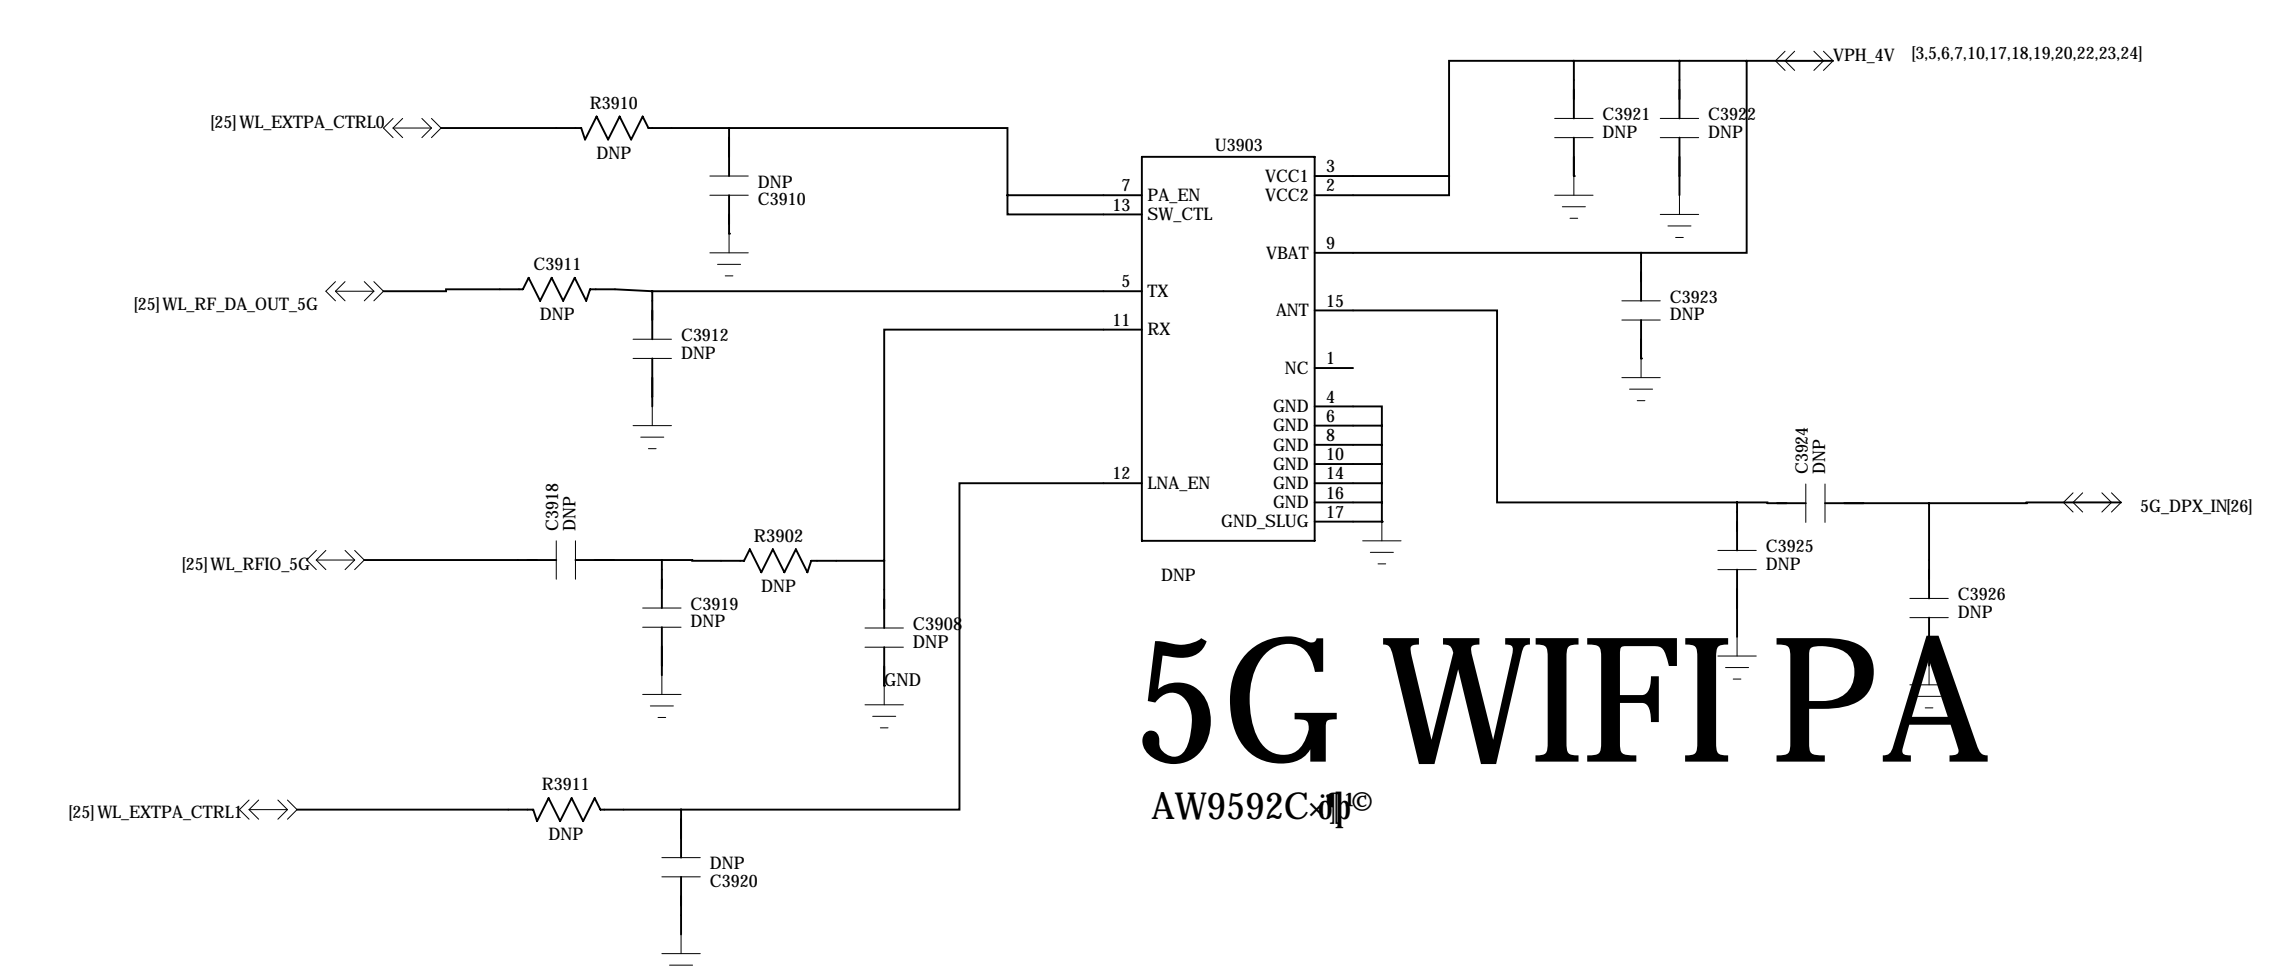 VPH_4V [3,5,6,7,10,17,18,19,20,22,23,24]
R3910
[25] WL_EXTPA_CTRL0
DNP
C3921
DNP
C3922
DNP
U3903
DNP
C3910
7
PA_EN
13
SW_CTL
VCC1
3
VCC2
2
VBAT
9
C3911
[25] WL_RF_DA_OUT_5G
DNP
5
TX
11
RX
ANT
15
C3923
DNP
C3912
DNP
NC
1
GND
4
GND
6
GND
8
GND
10
GND
14
GND
16
GND_SLUG
17
12
LNA_EN
C3924
DNP
5G_DPX_IN[26]
C3918
DNP
[25] WL_RFIO_5G
R3902
DNP
C3919
DNP
C3908
DNP
GND
DNP
C3925
DNP
C3926
DNP
5G WIFI PA
AW9592C
R3911
[25] WL_EXTPA_CTRL1
DNP
DNP
C3920